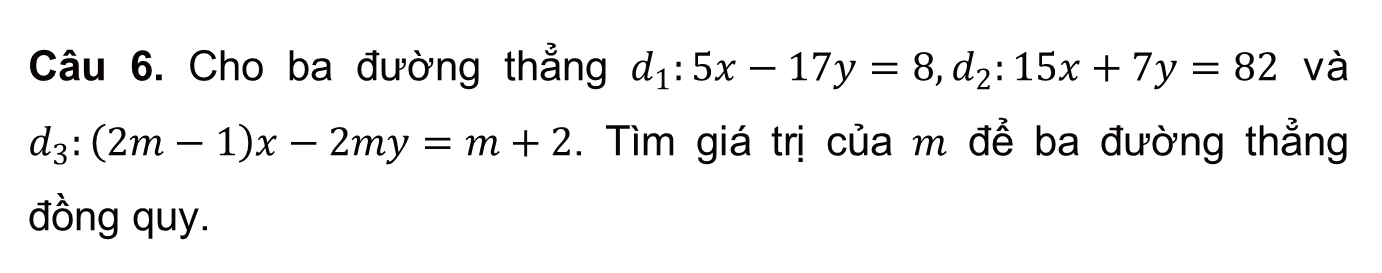 Câu 6. Cho ba đường thẳng d₁: 5x − 17y = 8, d₂: 15x + 7y = 82 và
d₃: (2m − 1)x − 2my = m + 2. Tìm giá trị của m để ba đường thẳng
đồng quy.